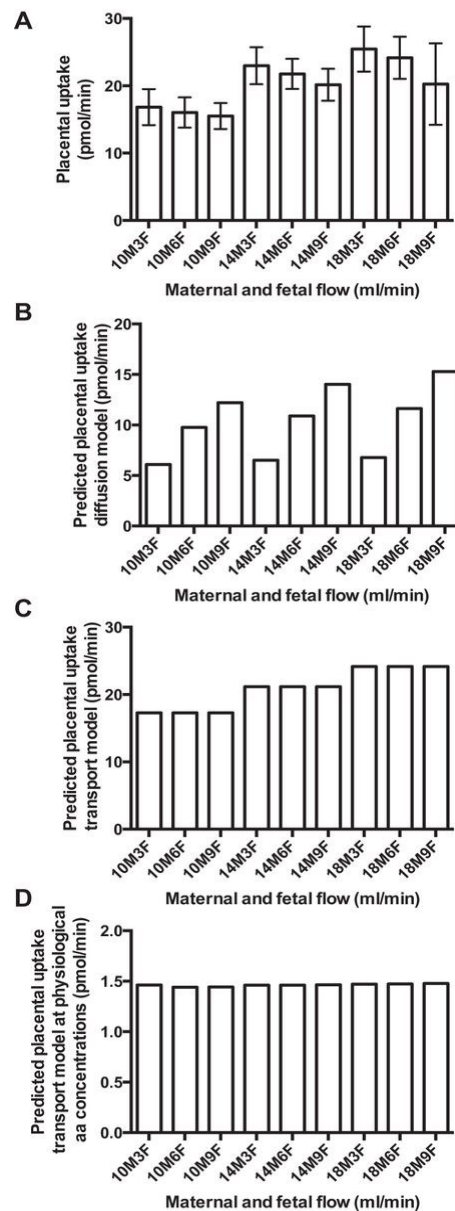 A
Placental uptake
(pmol/min)
30
20
10
0
10M3F
10M6F
10M9F
14M3F
14M6F
14M9F
18M3F
18M6F
18M9F
Maternal and fetal flow (ml/min)
B
Predicted placental uptake
diffusion model (pmol/min)
20
15
10
5
0
10M3F
10M6F
10M9F
14M3F
14M6F
14M9F
18M3F
18M6F
18M9F
Maternal and fetal flow (ml/min)
C
Predicted placental uptake
transport model (pmol/min)
30
20
10
0
10M3F
10M6F
10M9F
14M3F
14M6F
14M9F
18M3F
18M6F
18M9F
Maternal and fetal flow (ml/min)
D
Predicted placental uptake
transport model at physiological
aa concentrations (pmol/min)
2.0
1.5
1.0
0.5
0.0
10M3F
10M6F
10M9F
14M3F
14M6F
14M9F
18M3F
18M6F
18M9F
Maternal and fetal flow (ml/min)